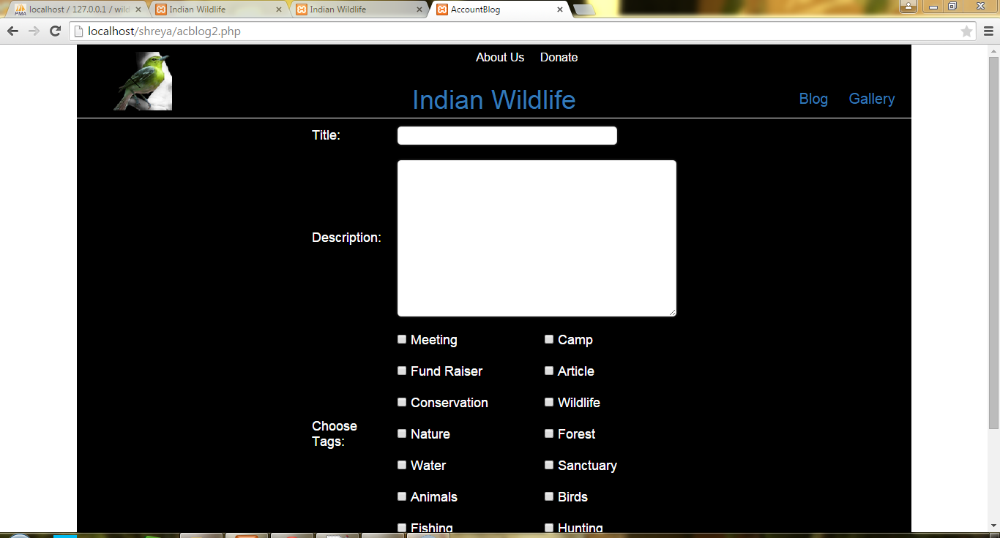 localhost / 127.0.0.1 / wild
Indian Wildlife
Indian Wildlife
AccountBlog
localhost/shreya/acblog2.php
About Us Donate
Indian Wildlife
Blog Gallery
Title:
Description:
Meeting Camp
Fund Raiser Article
Conservation Wildlife
Choose
Tags:
Nature Forest
Water Sanctuary
Animals Birds
Fishing Hunting